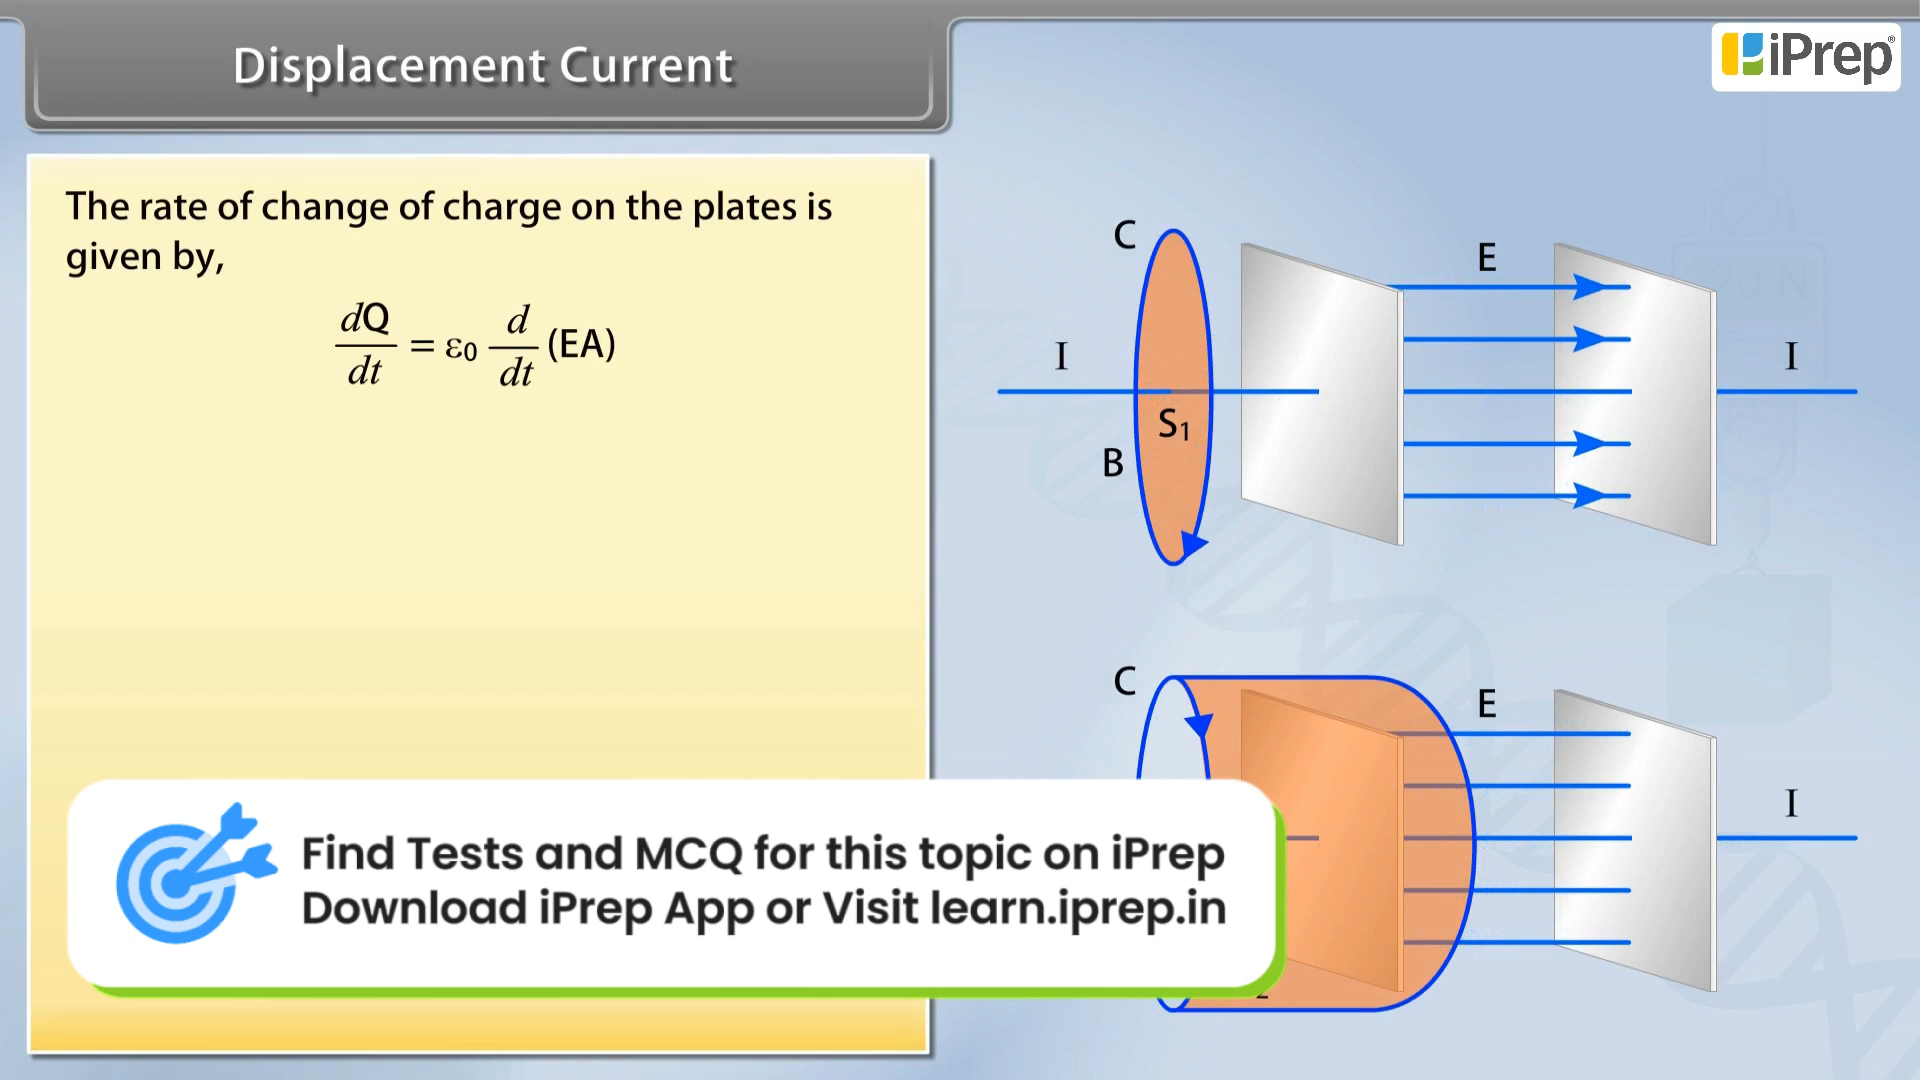 Displacement Current
iPrep®
The rate of change of charge on the plates is
given by,
dQ/dt = ε₀ d/dt (EA)
C
E
I
I
S₁
B
C
E
I
Find Tests and MCQ for this topic on iPrep
Download iPrep App or Visit learn.iprep.in